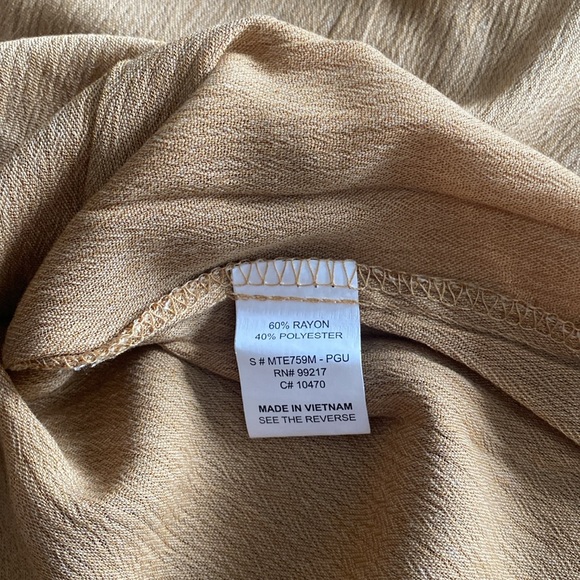 60% RAYON
40% POLYESTER
S # MTE759M - PGU
RN# 99217
C# 10470
MADE IN VIETNAM
SEE THE REVERSE